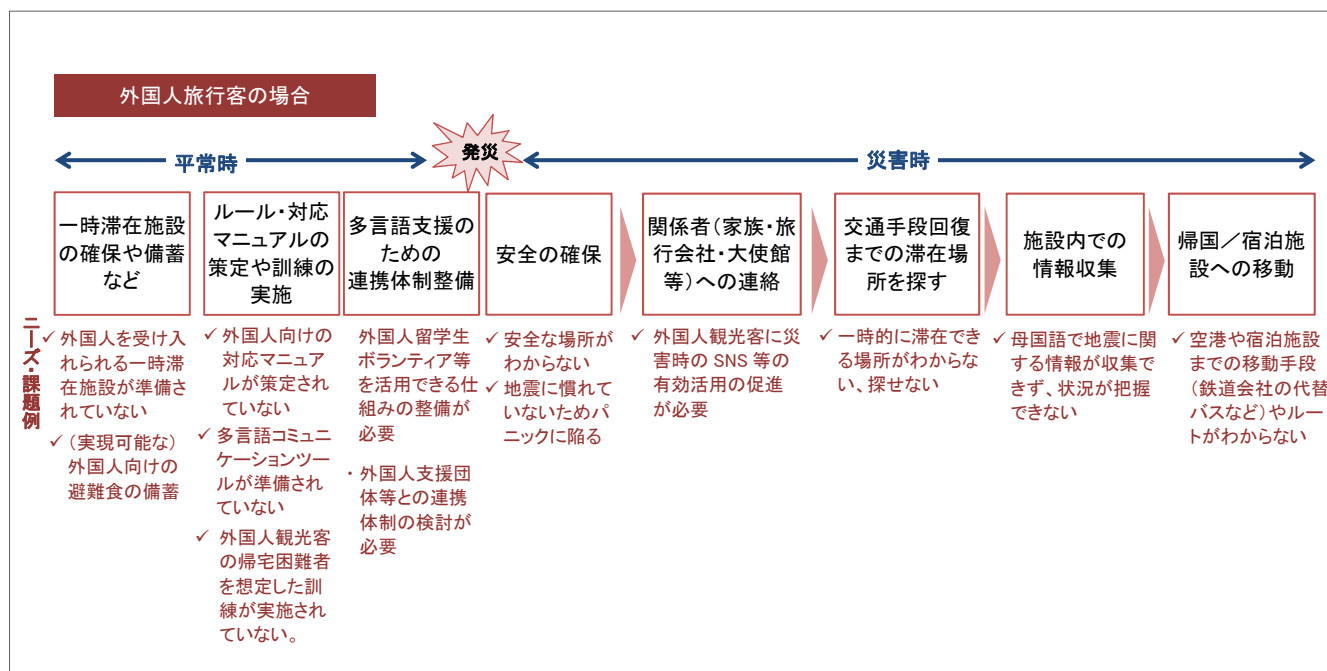 外国人旅行客の場合
発災
平常時
災害時
一時滞在施設
の確保や備蓄
など
ルール・対応
マニュアルの
策定や訓練の
実施
多言語支援の
ための
連携体制整備
安全の確保
関係者(家族・旅
行会社・大使館
等)への連絡
交通手段回復
までの滞在場
所を探す
施設内での
情報収集
帰国/宿泊施
設への移動
ニーズ・課題例
✓ 外国人を受け入
れられる一時滞
在施設が準備さ
れていない
✓ (実現可能な)
外国人向けの
避難食の備蓄
✓ 外国人向けの
対応マニュア
ルが策定され
ていない
✓ 多言語コミュニ
ケーションツー
ルが準備され
ていない
✓ 外国人観光客
の帰宅困難者
を想定した訓
練が実施され
ていない。
外国人留学生
ボランティア等
を活用できる仕
組みの整備が
必要
・外国人支援団
体等との連携
体制の検討が
必要
✓ 安全な場所が
わからない
✓ 地震に慣れて
いないためパ
ニックに陥る
✓ 外国人観光客に災
害時の SNS 等の
有効活用の促進
が必要
✓ 一時的に滞在でき
る場所がわからな
い、探せない
✓ 母国語で地震に関
する情報が収集で
きず、状況が把握
できない
✓ 空港や宿泊施設
までの移動手段
(鉄道会社の代替
バスなど)やルー
トがわからない